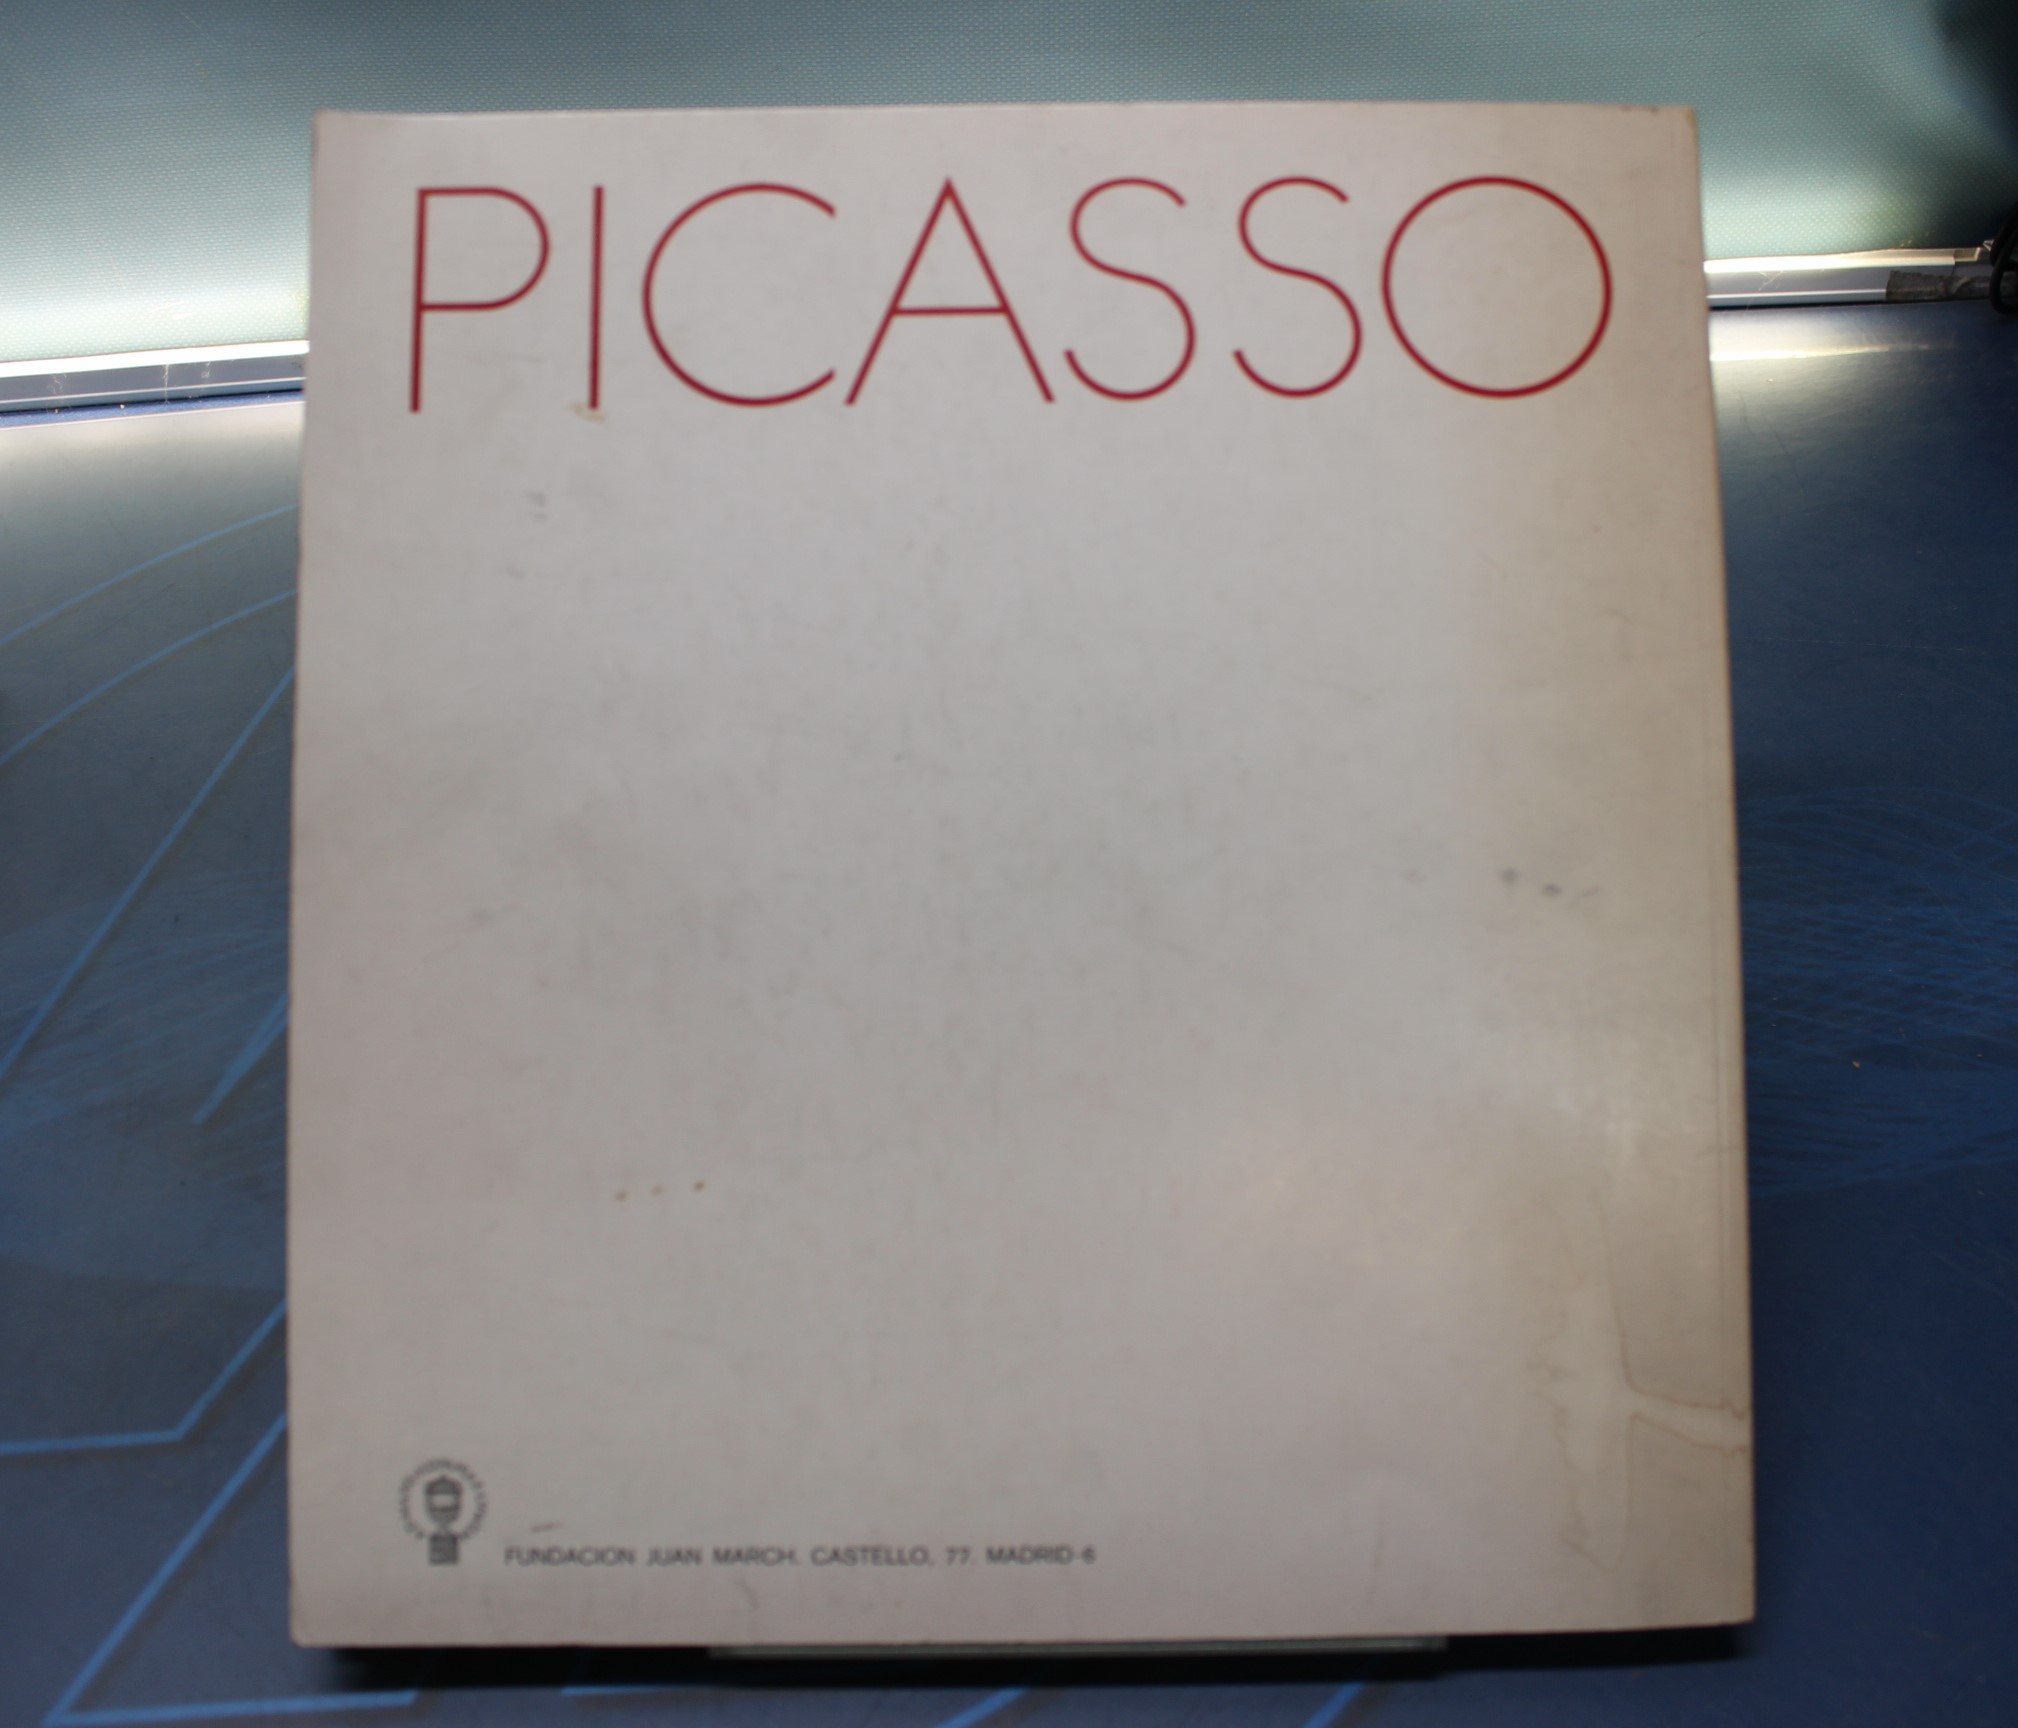 PICASSO
FUNDACION JUAN MARCH. CASTELLO, 77. MADRID-6